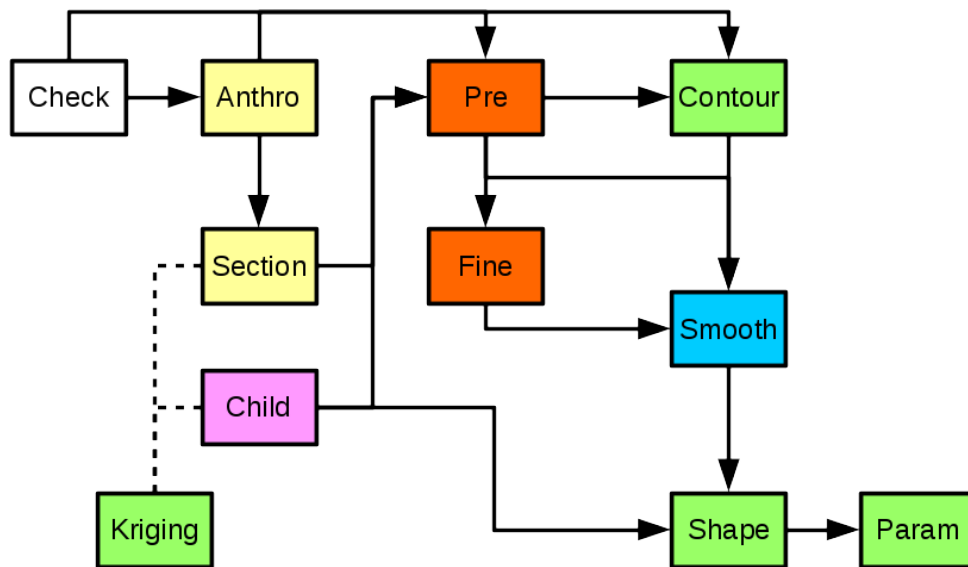 Check
Anthro
Pre
Contour
Section
Fine
Smooth
Child
Kriging
Shape
Param